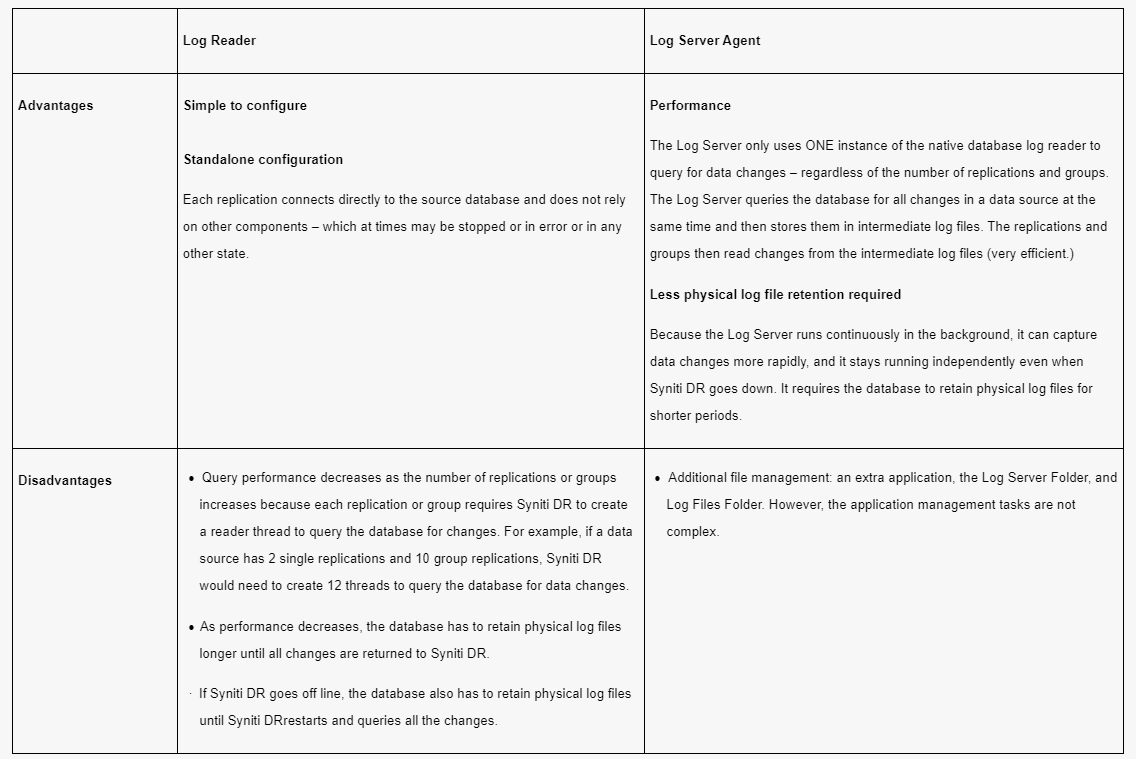 Log Reader
Log Server Agent
Advantages
Simple to configure
Standalone configuration
Each replication connects directly to the source database and does not rely
on other components – which at times may be stopped or in error or in any
other state.
Performance
The Log Server only uses ONE instance of the native database log reader to
query for data changes – regardless of the number of replications and groups.
The Log Server queries the database for all changes in a data source at the
same time and then stores them in intermediate log files. The replications and
groups then read changes from the intermediate log files (very efficient.)
Less physical log file retention required
Because the Log Server runs continuously in the background, it can capture
data changes more rapidly, and it stays running independently even when
Syniti DR goes down. It requires the database to retain physical log files for
shorter periods.
Disadvantages
• Query performance decreases as the number of replications or groups
increases because each replication or group requires Syniti DR to create
a reader thread to query the database for changes. For example, if a data
source has 2 single replications and 10 group replications, Syniti DR
would need to create 12 threads to query the database for data changes.
• As performance decreases, the database has to retain physical log files
longer until all changes are returned to Syniti DR.
· If Syniti DR goes off line, the database also has to retain physical log files
until Syniti DRrestarts and queries all the changes.
• Additional file management: an extra application, the Log Server Folder, and
Log Files Folder. However, the application management tasks are not
complex.